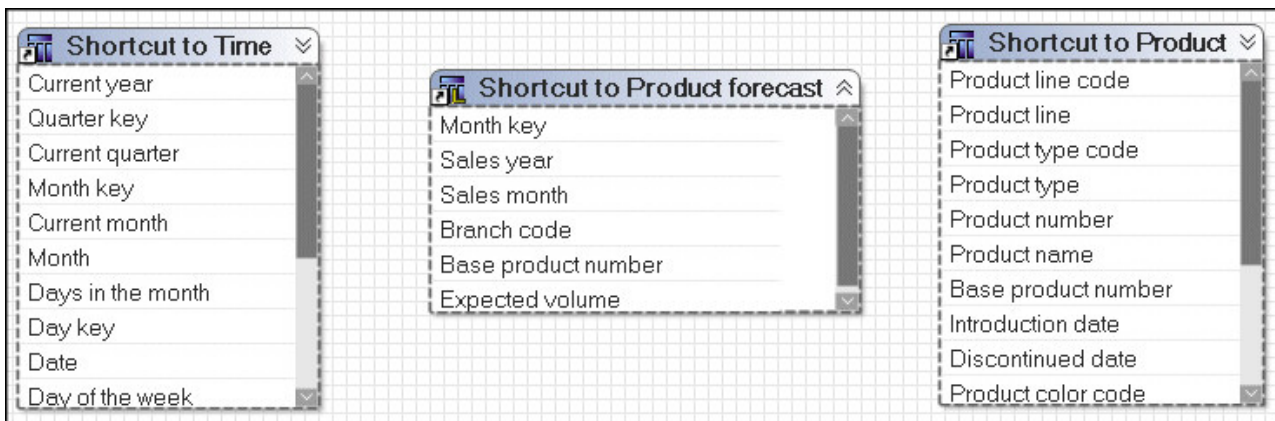 Shortcut to Time
Current year
Quarter key
Current quarter
Month key
Current month
Month
Days in the month
Day key
Date
Day of the week
Shortcut to Product forecast
Month key
Sales year
Sales month
Branch code
Base product number
Expected volume
Shortcut to Product
Product line code
Product line
Product type code
Product type
Product number
Product name
Base product number
Introduction date
Discontinued date
Product color code